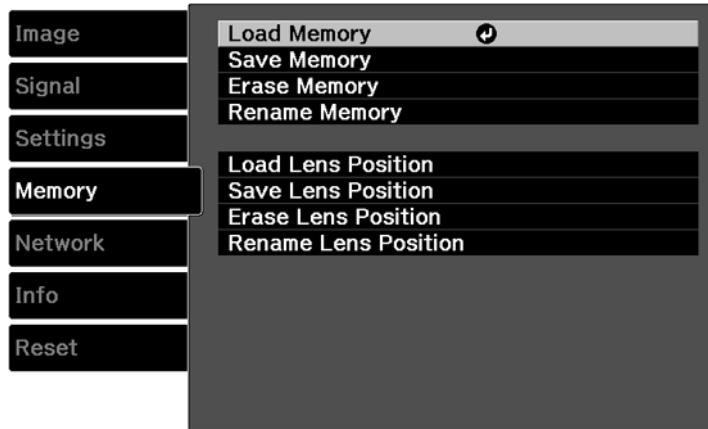 Image
Signal
Settings
Memory
Network
Info
Reset
Load Memory
Save Memory
Erase Memory
Rename Memory
Load Lens Position
Save Lens Position
Erase Lens Position
Rename Lens Position